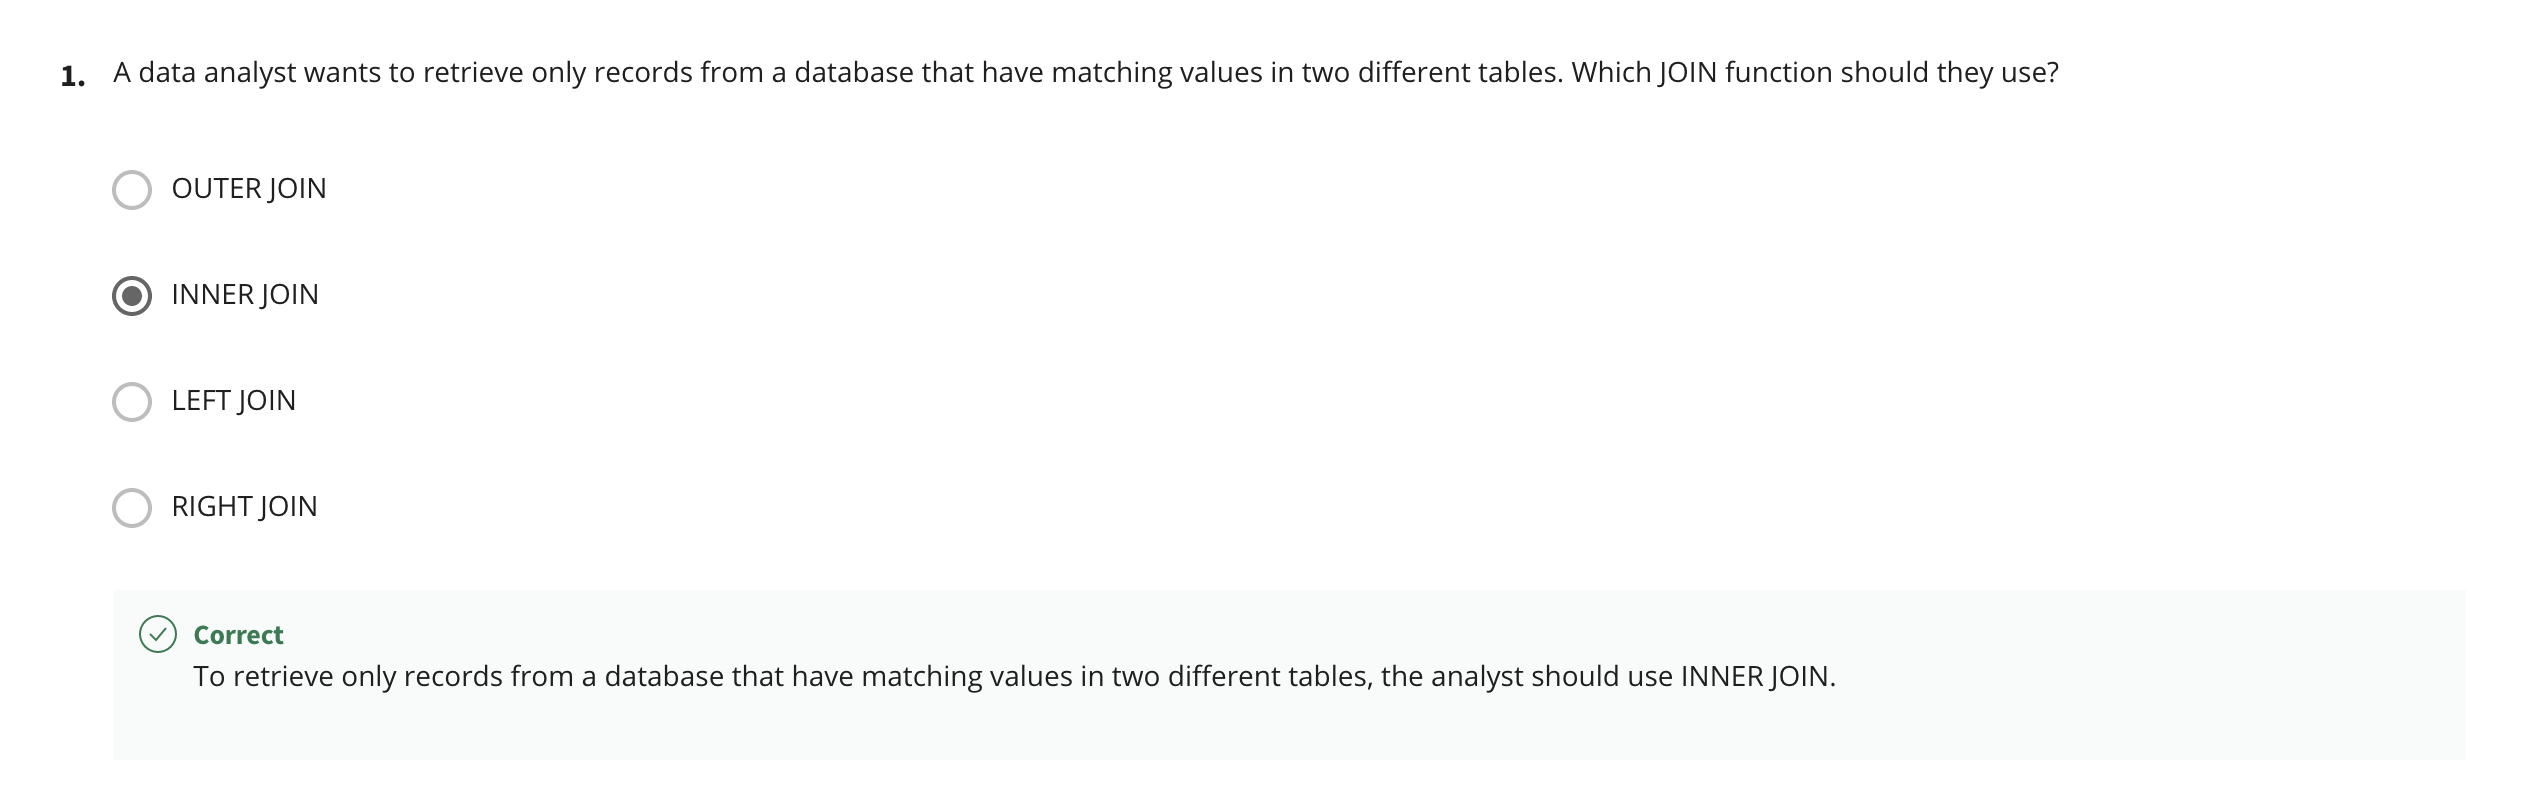 1. A data analyst wants to retrieve only records from a database that have matching values in two different tables. Which JOIN function should they use?
OUTER JOIN
INNER JOIN
LEFT JOIN
RIGHT JOIN
Correct
To retrieve only records from a database that have matching values in two different tables, the analyst should use INNER JOIN.